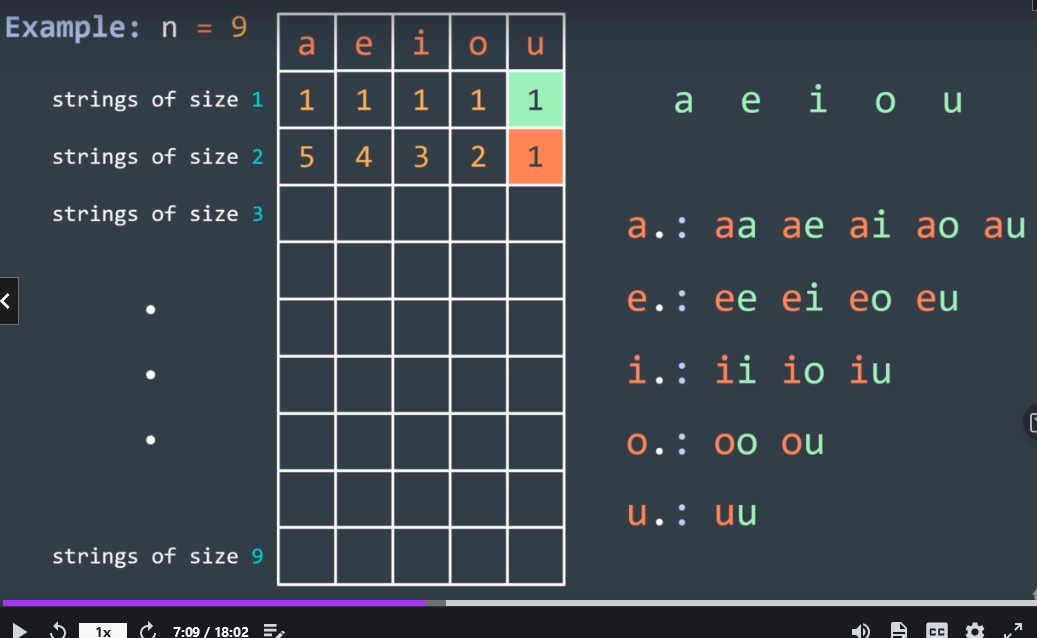 Example: n = 9
a e i o u
strings of size 1 1 1 1 1 1
a e i o u
strings of size 2 5 4 3 2 1
strings of size 3
a.: aa ae ai ao au
e.: ee ei eo eu
i.: ii io iu
o.: oo ou
u.: uu
strings of size 9
1x 7:09 / 18:02 CC